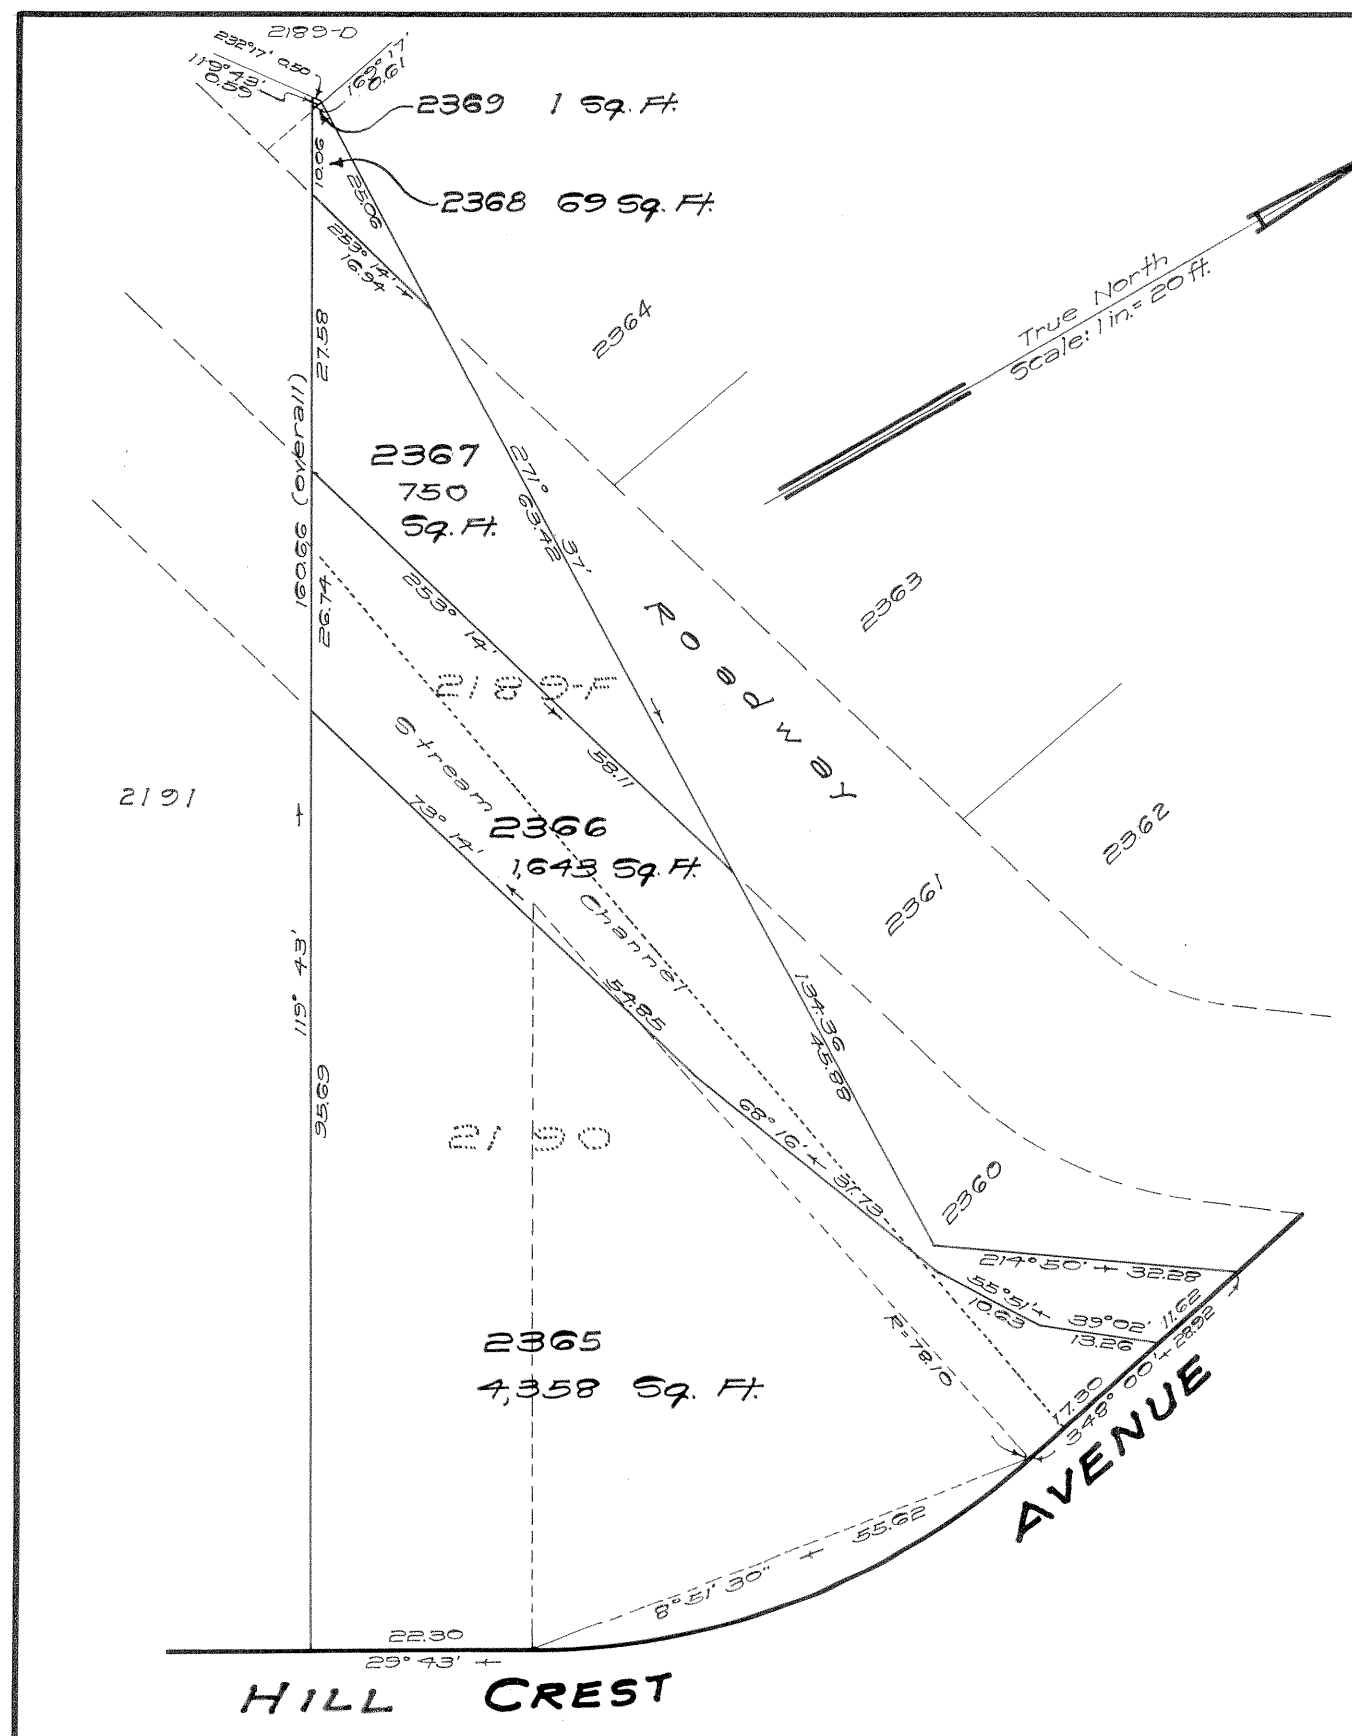 2189-D
232°17' 0.50
119°43'
0.59
169°17'
0.61
2369 1 Sq. Ft.
10.06
25.06
2368 69 Sq. Ft.
253° 14'
16.94
27.58
2364
True North
Scale: 1 in. = 20 ft.
160.66 (overall)
2367
750
Sq. Ft.
271° 37'
63.42
26.74
253° 14'
58.11
2363
Roadway
2189-F
Stream Channel
2191
73° 14'
54.85
2366
1,643 Sq. Ft.
2362
2361
119° 43'
95.69
134.36
45.88
2190
68° 16' 37.73
2360
214° 50' 32.28
55° 51'
10.63
39° 02'
13.26
11.62
28.92
348° 00'
17.30
R=78.10
2365
4,358 Sq. Ft.
AVENUE
8° 51' 30" 55.62
22.30
29° 43'
HILL CREST